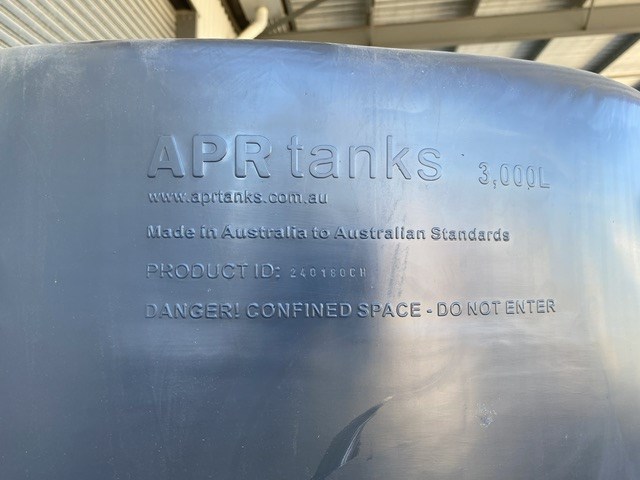 APR tanks 3,000L
www.aprtanks.com.au
Made in Australia to Australian Standards
PRODUCT ID: 240180CH
DANGER! CONFINED SPACE - DO NOT ENTER